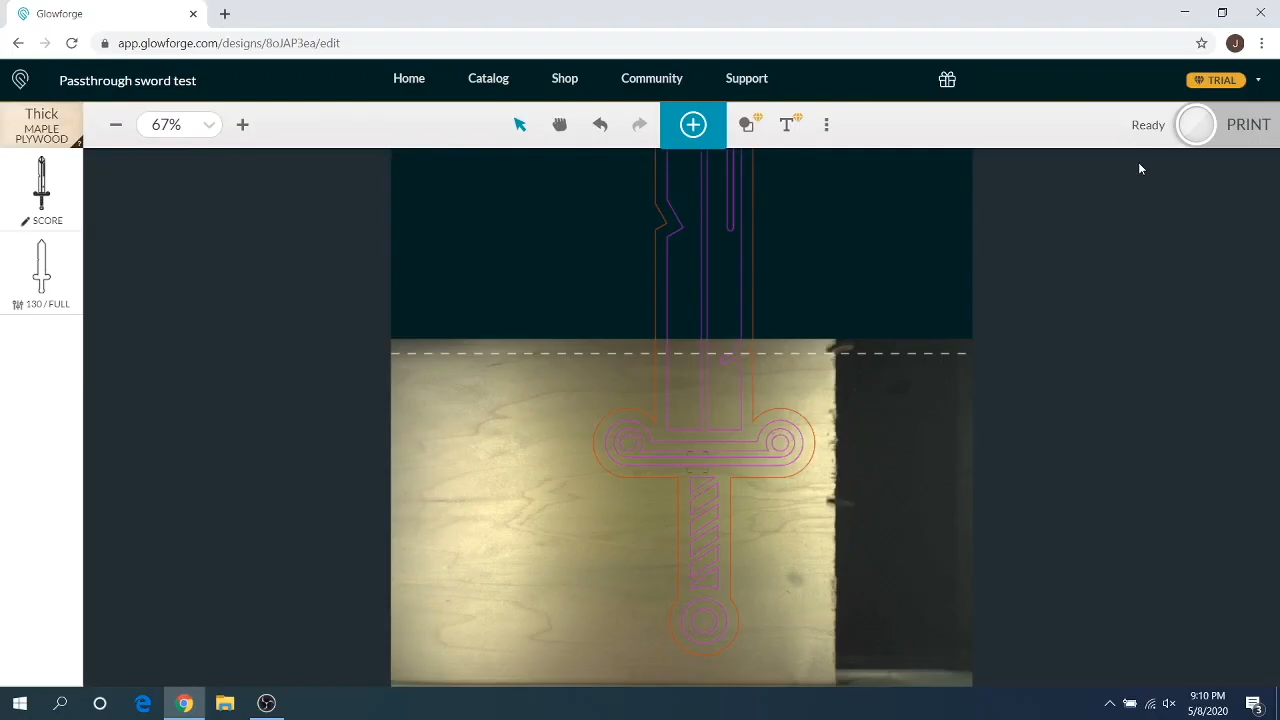 Glowforge
app.glowforge.com/designs/8oJAP3ea/edit
J
Passthrough sword test
Home
Catalog
Shop
Community
Support
TRIAL
Thick
MAPLE
PLYWOOD
67%
T
Ready
PRINT
SCORE
130 / FULL
9:10 PM
5/8/2020
3